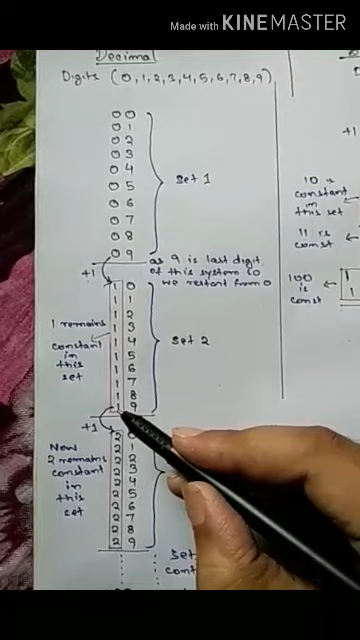 Made with KINEMASTER
Decimal
Digits (0,1,2,3,4,5,6,7,8,9)
00
01
02
03
04
05
06
07
08
09
Set 1
+1
as 9 is last digit
of this system so
we restart from 0
10
11
12
13
14
15
16
17
18
19
1 remains
constant
in this
set
Set 2
+1
20
21
22
23
24
25
26
27
28
29
Now
2 remains
constant
in
this
set
Set
const
+1
10 is
constant
in
this set
11 is
const
100
is
const
1
1